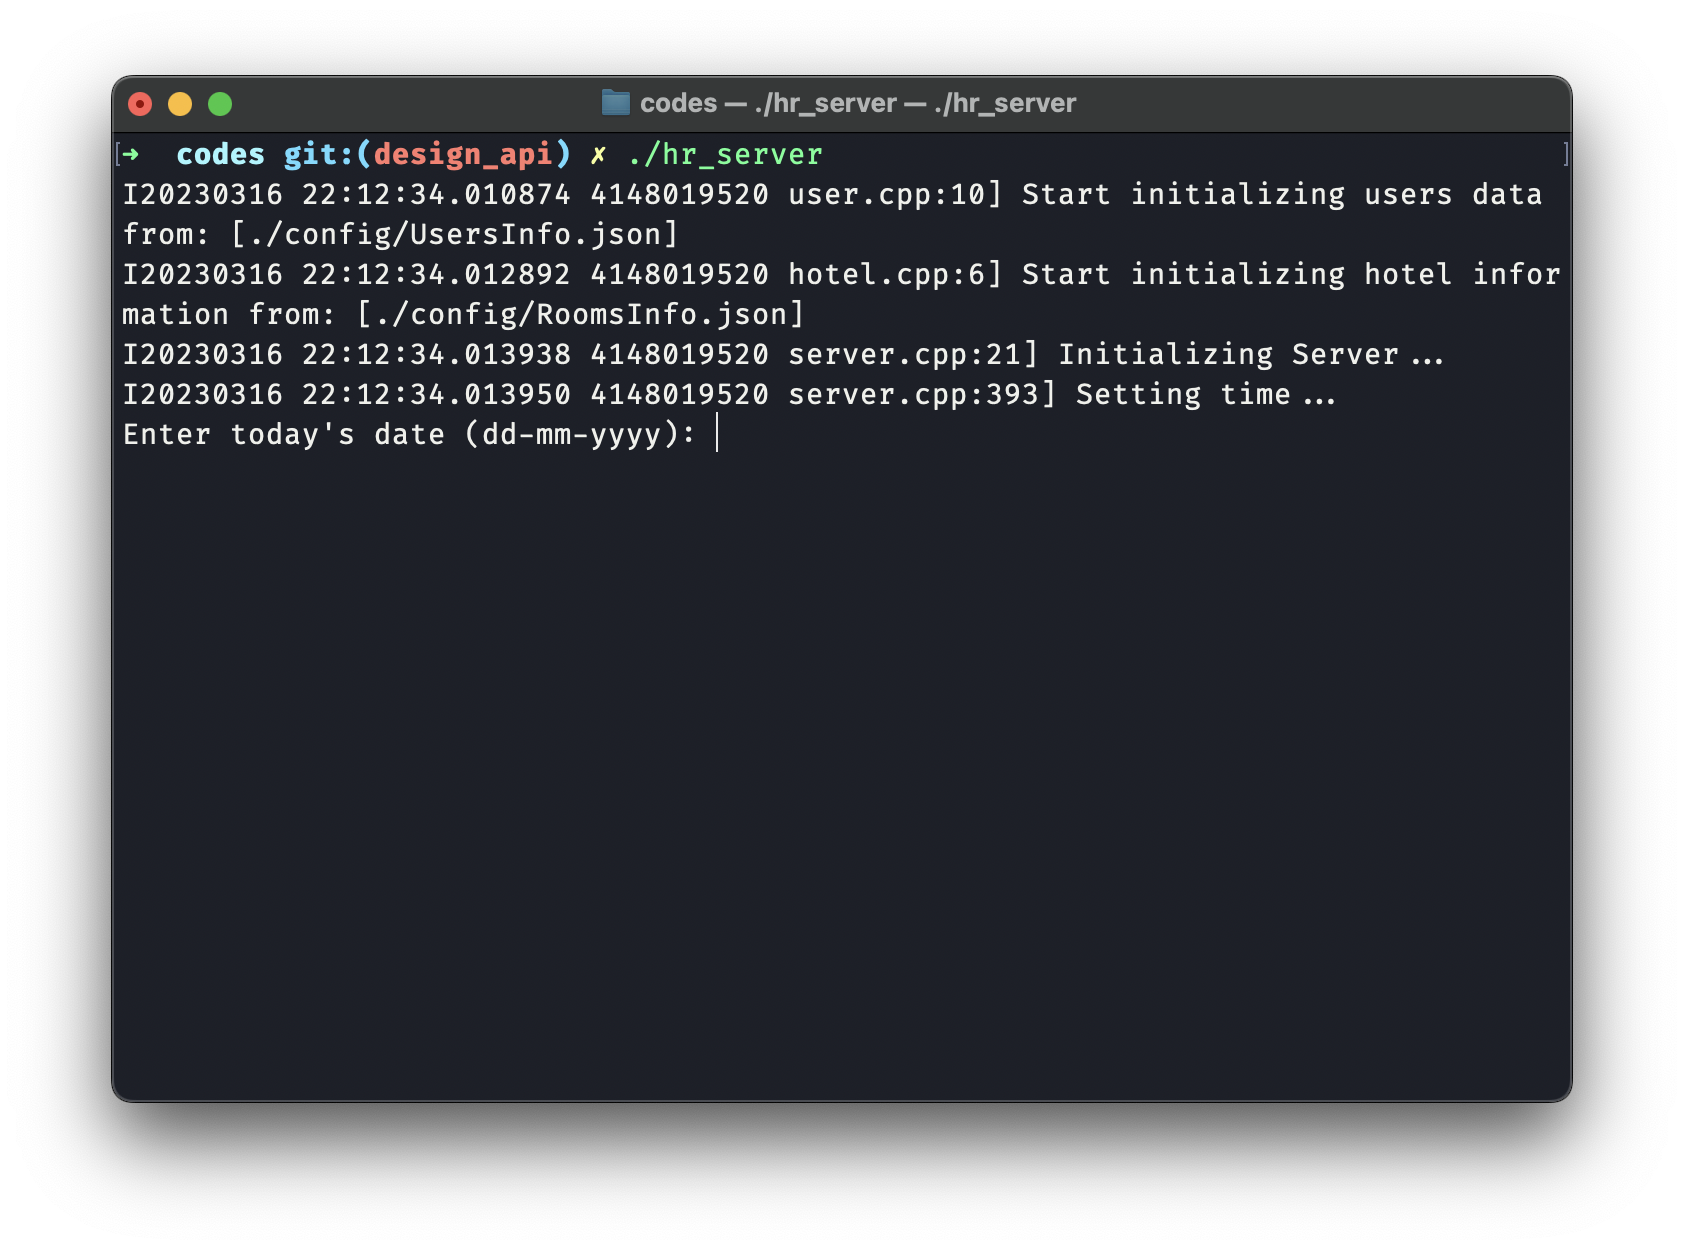 codes — ./hr_server — ./hr_server
[➜  codes git:(design_api) ✗ ./hr_server ]
I20230316 22:12:34.010874 4148019520 user.cpp:10] Start initializing users data
from: [./config/UsersInfo.json]
I20230316 22:12:34.012892 4148019520 hotel.cpp:6] Start initializing hotel infor
mation from: [./config/RoomsInfo.json]
I20230316 22:12:34.013938 4148019520 server.cpp:21] Initializing Server...
I20230316 22:12:34.013950 4148019520 server.cpp:393] Setting time...
Enter today's date (dd-mm-yyyy):